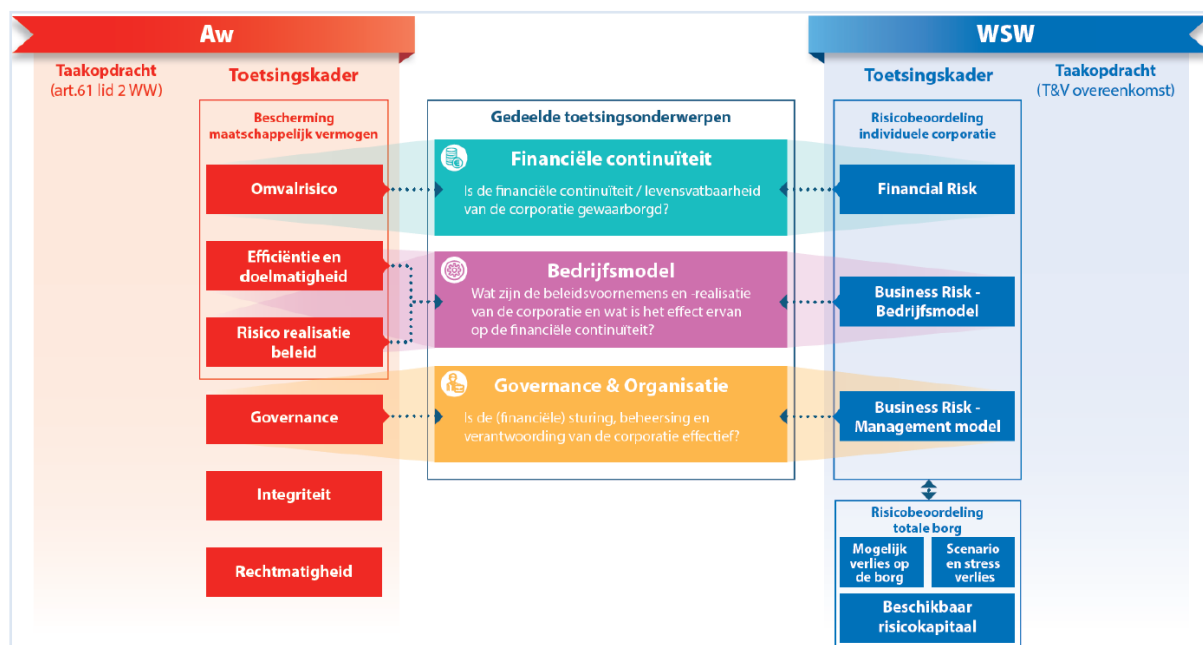 Aw
Taakopdracht
(art.61 lid 2 WW)
Toetsingskader
Bescherming
maatschappelijk vermogen
Omvalrisico
Efficiëntie en
doelmatigheid
Risico realisatie
beleid
Governance
Integriteit
Rechtmatigheid
Gedeelde toetsingsonderwerpen
Financiële continuïteit
Is de financiële continuïteit / levensvatbaarheid
van de corporatie gewaarborgd?
Bedrijfsmodel
Wat zijn de beleidsvoornemens en -realisatie
van de corporatie en wat is het effect ervan
op de financiële continuïteit?
Governance & Organisatie
Is de (financiële) sturing, beheersing en
verantwoording van de corporatie effectief?
WSW
Toetsingskader
Taakopdracht
(T&V overeenkomst)
Risicobeoordeling
individuele corporatie
Financial Risk
Business Risk -
Bedrijfsmodel
Business Risk -
Management model
Risicobeoordeling
totale borg
Mogelijk
verlies op
de borg
Scenario
en stress
verlies
Beschikbaar
risicokapitaal